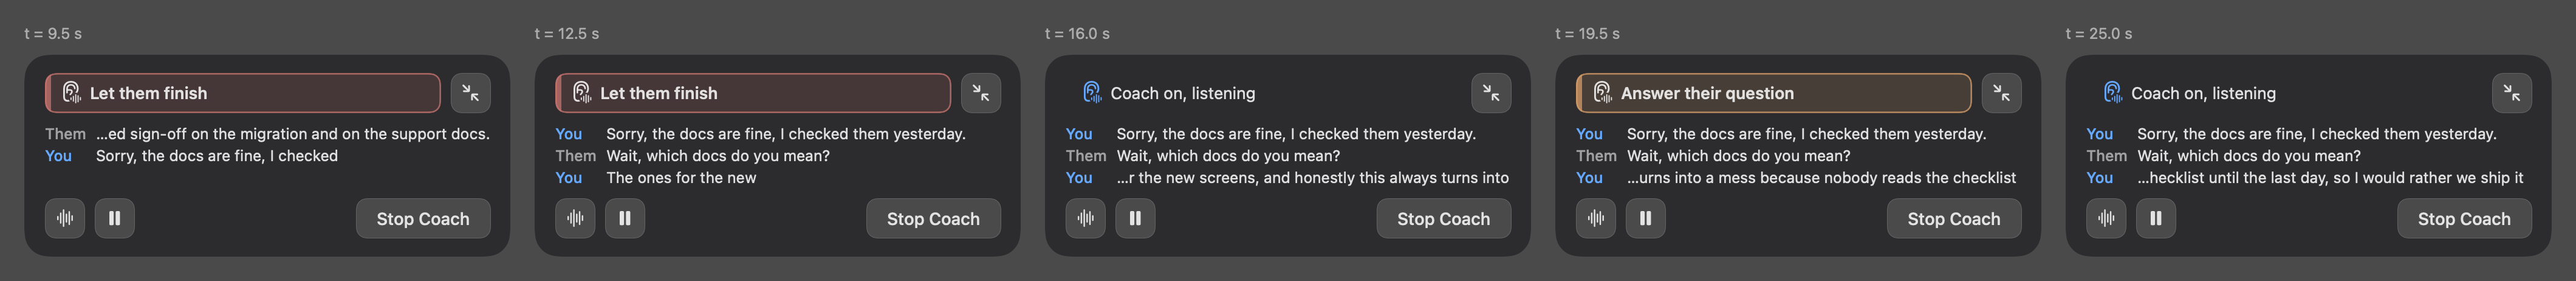 t = 9.5 s
Let them finish
Them ...ed sign-off on the migration and on the support docs.
You Sorry, the docs are fine, I checked
Stop Coach
t = 12.5 s
Let them finish
You Sorry, the docs are fine, I checked them yesterday.
Them Wait, which docs do you mean?
You The ones for the new
Stop Coach
t = 16.0 s
Coach on, listening
You Sorry, the docs are fine, I checked them yesterday.
Them Wait, which docs do you mean?
You ...r the new screens, and honestly this always turns into
Stop Coach
t = 19.5 s
Answer their question
You Sorry, the docs are fine, I checked them yesterday.
Them Wait, which docs do you mean?
You ...urns into a mess because nobody reads the checklist
Stop Coach
t = 25.0 s
Coach on, listening
You Sorry, the docs are fine, I checked them yesterday.
Them Wait, which docs do you mean?
You ...hecklist until the last day, so I would rather we ship it
Stop Coach